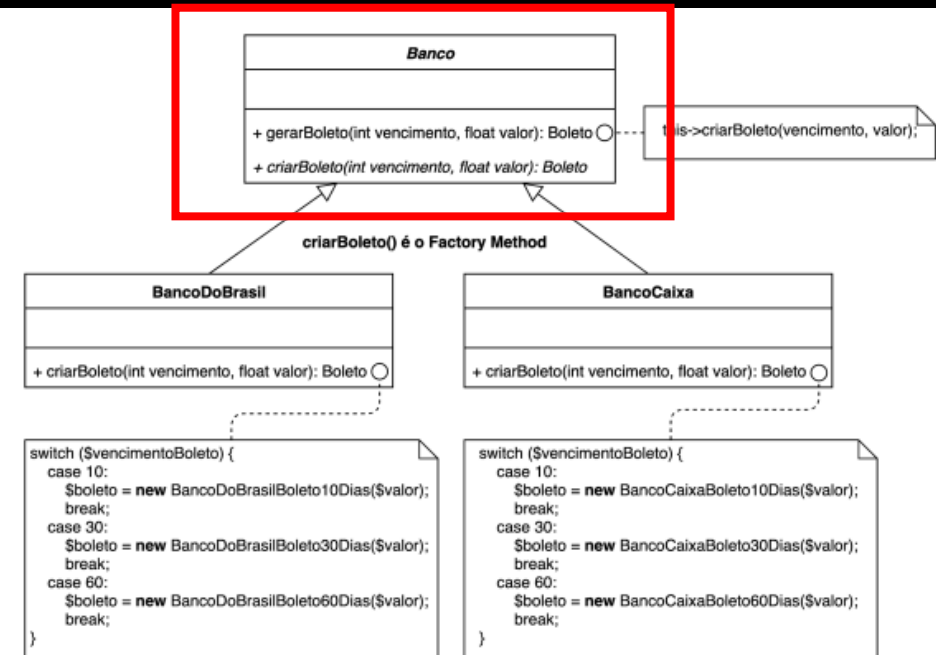 Banco
+ gerarBoleto(int vencimento, float valor): Boleto
this->criarBoleto(vencimento, valor);
+ criarBoleto(int vencimento, float valor): Boleto
criarBoleto() é o Factory Method
BancoDoBrasil
+ criarBoleto(int vencimento, float valor): Boleto
BancoCaixa
+ criarBoleto(int vencimento, float valor): Boleto
switch ($vencimentoBoleto) {
case 10:
$boleto = new BancoDoBrasilBoleto10Dias($valor);
break;
case 30:
$boleto = new BancoDoBrasilBoleto30Dias($valor);
break;
case 60:
$boleto = new BancoDoBrasilBoleto60Dias($valor);
break;
}
switch ($vencimentoBoleto) {
case 10:
$boleto = new BancoCaixaBoleto10Dias($valor);
break;
case 30:
$boleto = new BancoCaixaBoleto30Dias($valor);
break;
case 60:
$boleto = new BancoCaixaBoleto60Dias($valor);
break;
}